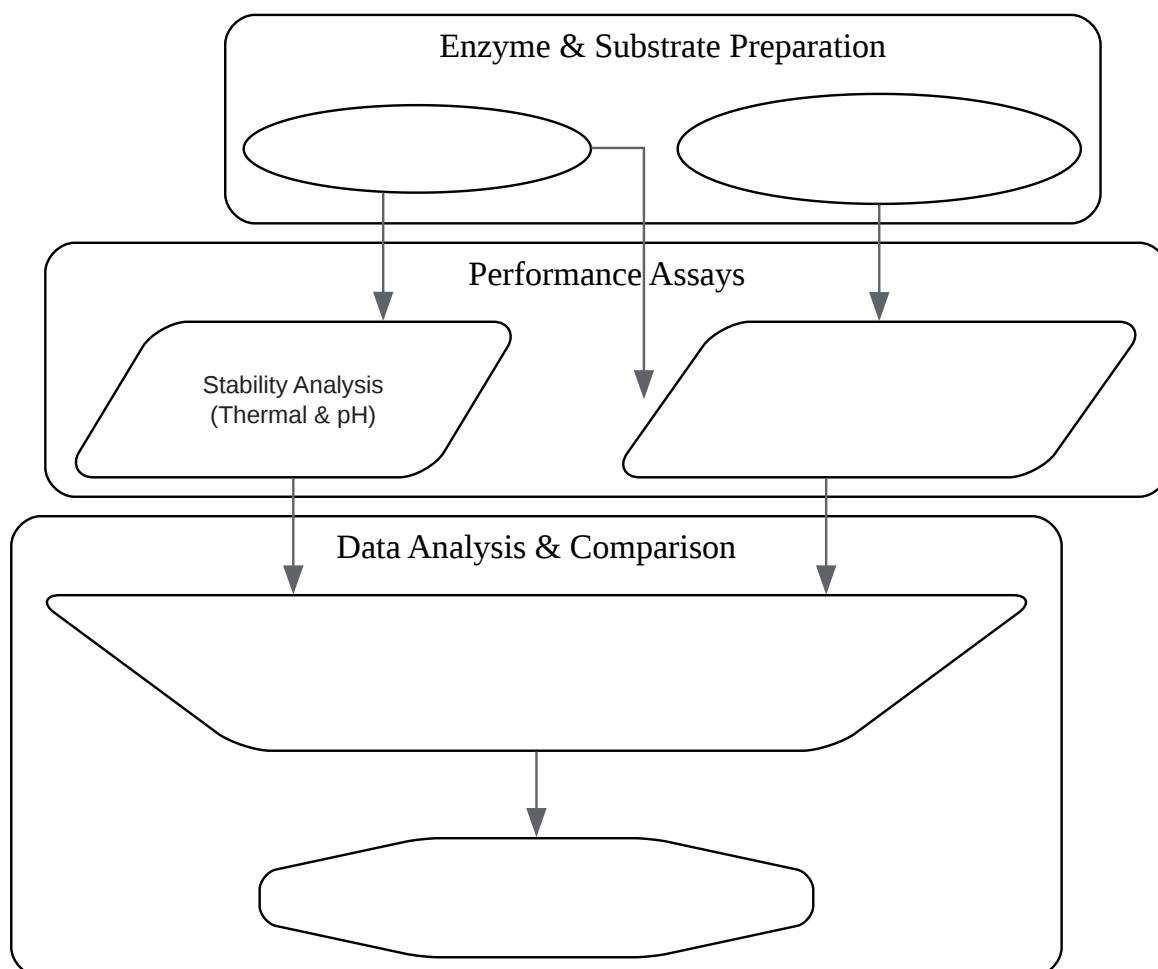 Enzyme & Substrate Preparation
Performance Assays
Stability Analysis
(Thermal & pH)
Data Analysis & Comparison